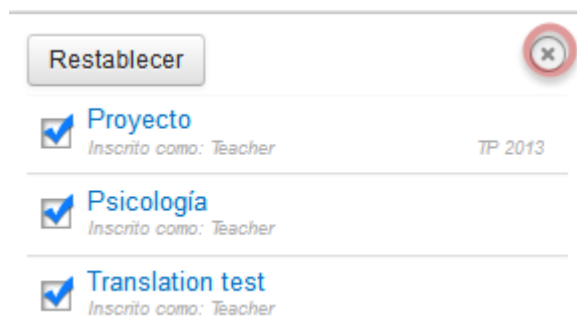 Restablecer
Proyecto
Inscrito como: Teacher TP 2013
Psicología
Inscrito como: Teacher
Translation test
Inscrito como: Teacher